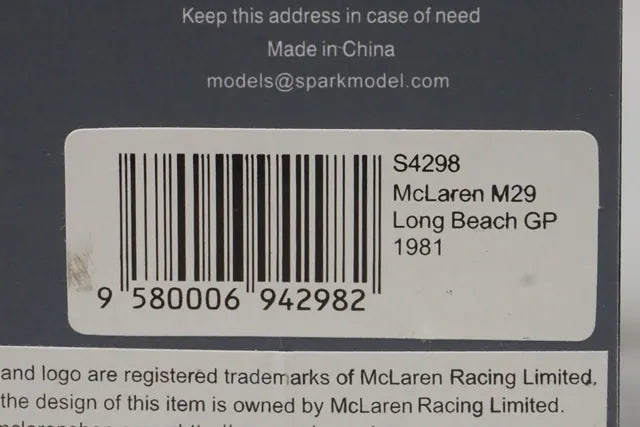 Keep this address in case of need
Made in China
models@sparkmodel.com
S4298
McLaren M29
Long Beach GP
1981
9 580006 942982
and logo are registered trademarks of McLaren Racing Limited.
the design of this item is owned by McLaren Racing Limited.